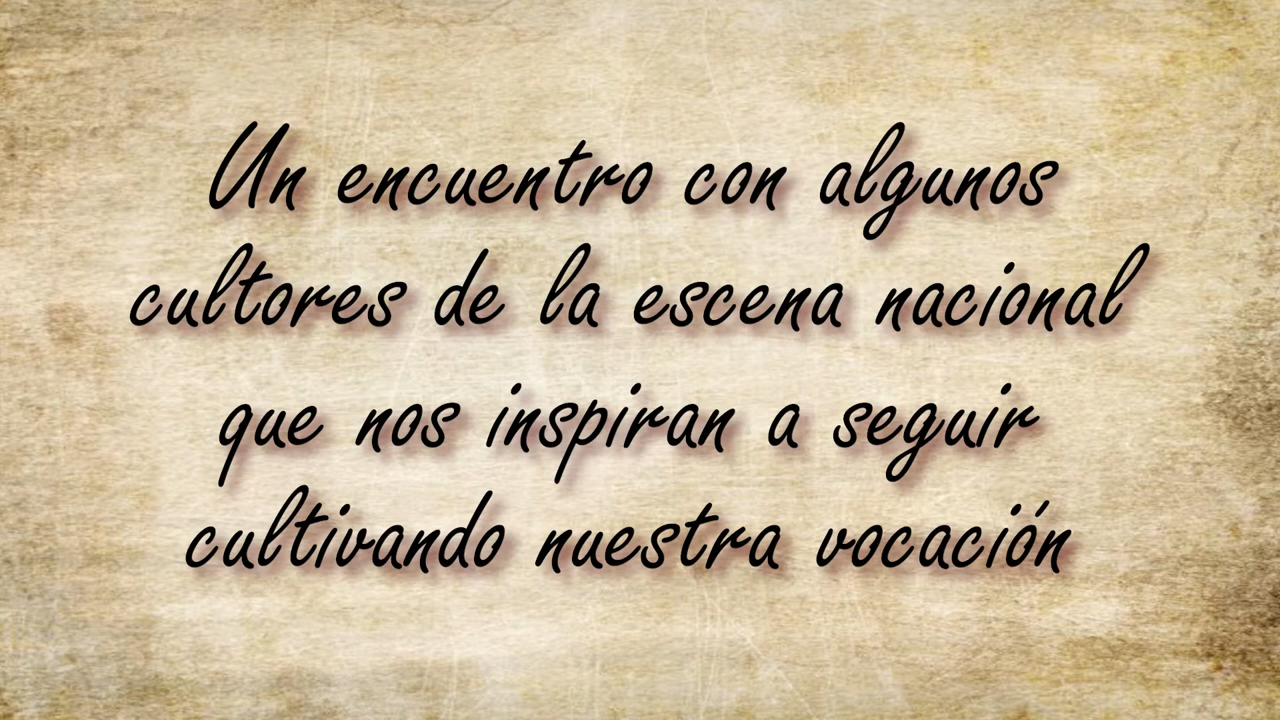 Un encuentro con algunos
cultores de la escena nacional
que nos inspiran a seguir
cultivando nuestra vocación